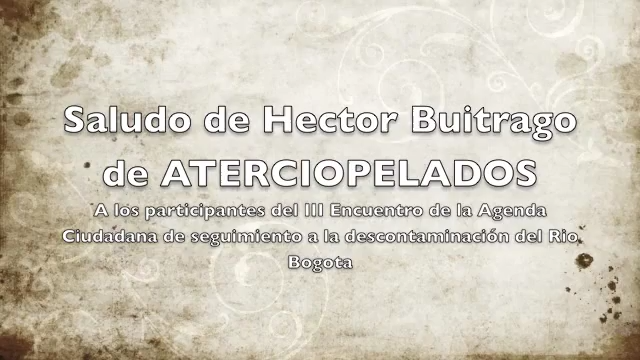 Saludo de Hector Buitrago
de ATERCIOPELADOS
A los participantes del III Encuentro de la Agenda
Ciudadana de seguimiento a la descontaminación del Rio
Bogota